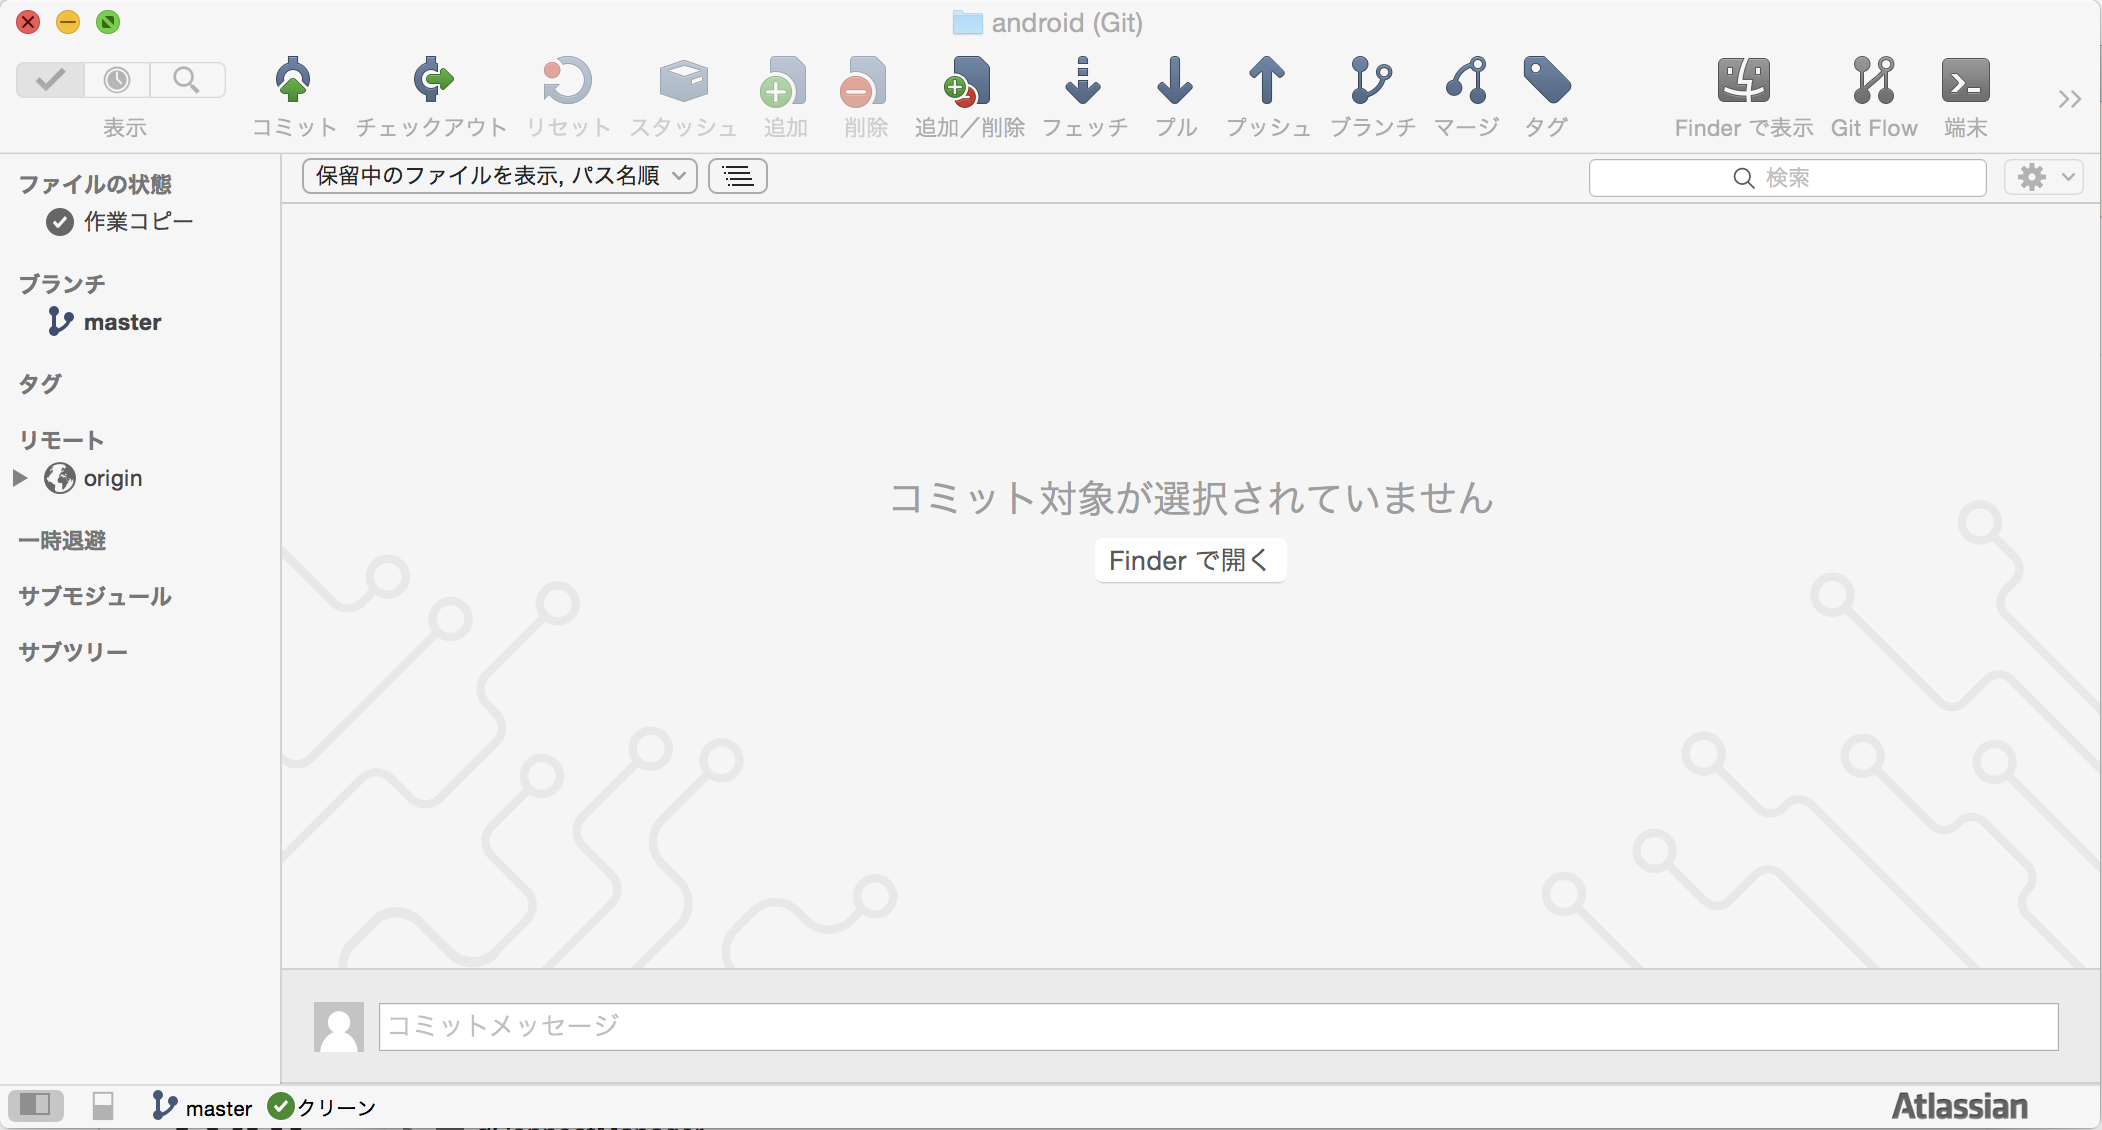 android (Git)
表示
コミット
チェックアウト
リセット
スタッシュ
追加
削除
追加／削除
フェッチ
プル
プッシュ
ブランチ
マージ
タグ
Finder で表示
Git Flow
端末
ファイルの状態
作業コピー
ブランチ
master
タグ
リモート
origin
一時退避
サブモジュール
サブツリー
保留中のファイルを表示, パス名順
検索
コミット対象が選択されていません
Finder で開く
コミットメッセージ
master
クリーン
Atlassian